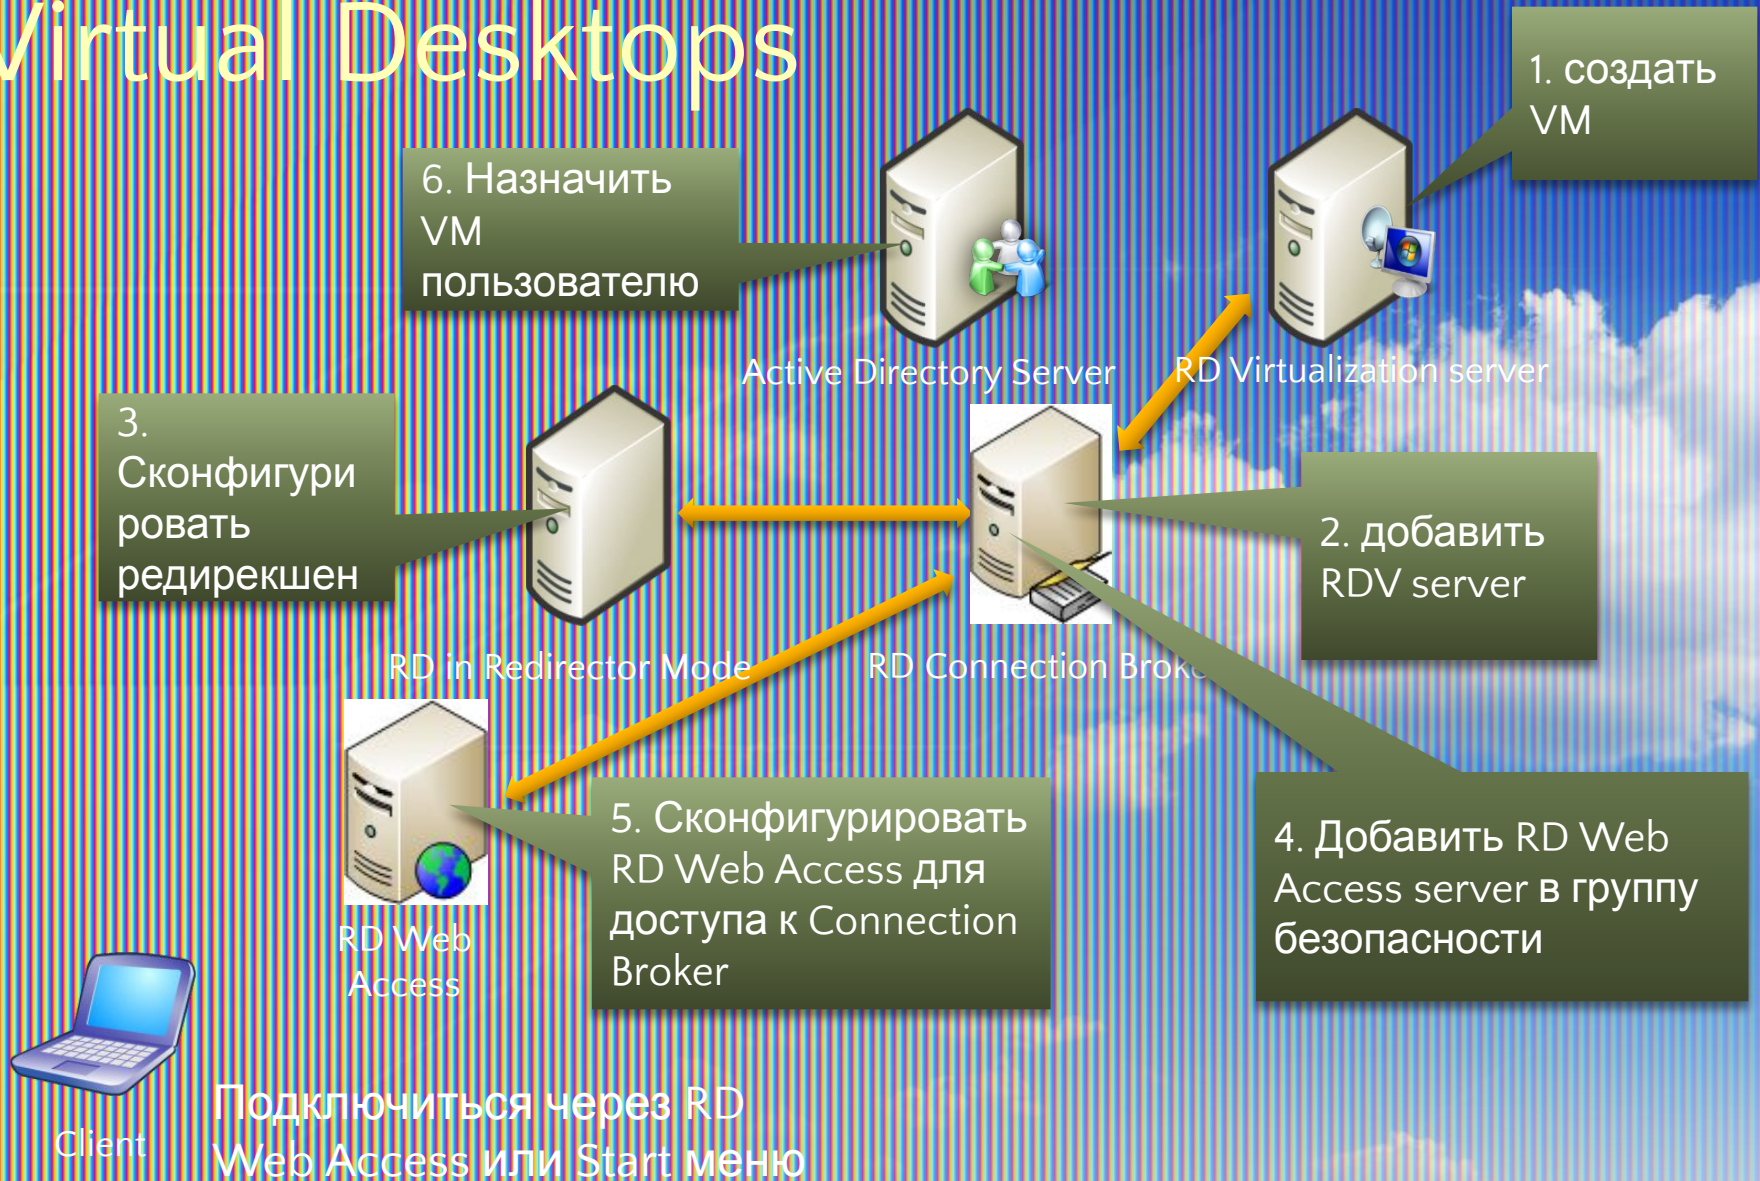 Virtual Desktops
1. создать
VM
6. Назначить
VM
пользователю
Active Directory Server
RD Virtualization server
3.
Сконфигури
ровать
редирекшен
2. добавить
RDV server
RD in Redirector Mode
RD Connection Broke
5. Сконфигурировать
RD Web Access для
доступа к Connection
Broker
4. Добавить RD Web
Access server в группу
безопасности
RD Web
Access
Client
Подключиться через RD
Web Access или Start меню